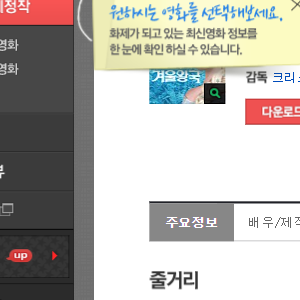 원하시는 영화를 선택해보세요.
화제가 되고 있는 최신영화 정보를
한 눈에 확인 하실 수 있습니다.
정작
영화
영화
겨울왕국
감독
다운로드
주요정보
배우/제작
줄거리
up